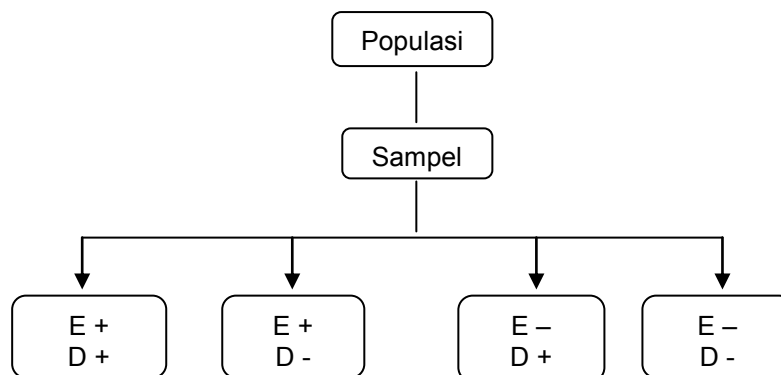 Populasi
Sampel
E +
D +
E +
D -
E –
D +
E –
D -